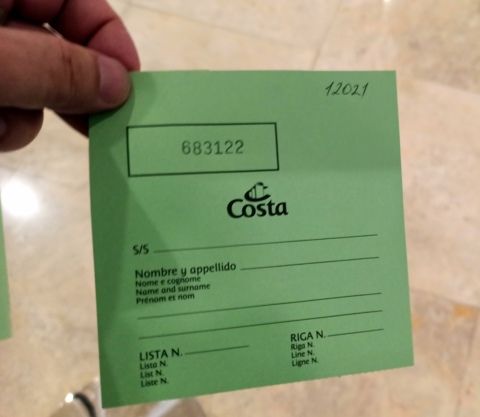 12021
683122
Costa
S/S
Nombre y appellido
Nome e cognome
Name and surname
Prénom et nom
LISTA N.
Lista N.
List N.
Liste N.
RIGA N.
Riga N.
Line N.
Ligne N.